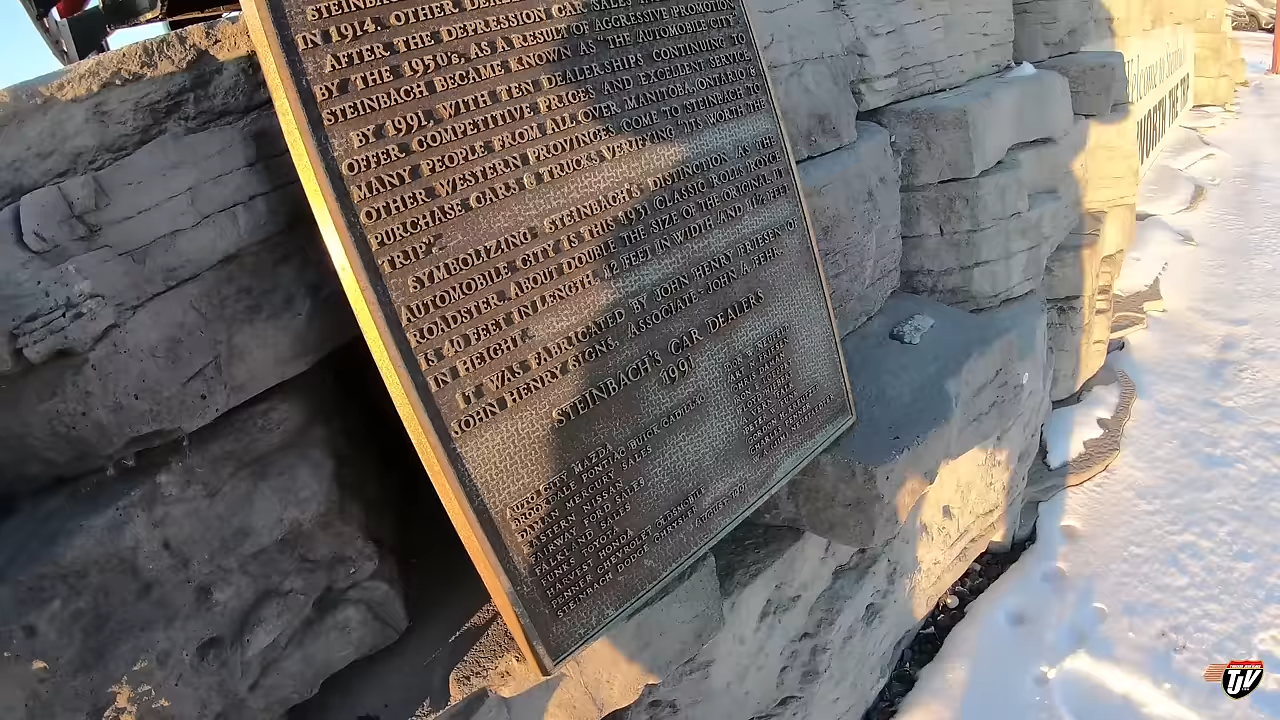 STEINBACH
IN 1914. OTHER
AFTER THE DEPRESSION CAR SALES
BY THE 1950's, AS A RESULT OF AGGRESSIVE PROMOTION
STEINBACH BECAME KNOWN AS "THE AUTOMOBILE CITY".
BY 1991, WITH TEN DEALERSHIPS CONTINUING TO
OFFER COMPETITIVE PRICES AND EXCELLENT SERVICE
MANY PEOPLE FROM ALL OVER MANITOBA, ONTARIO &
OTHER WESTERN PROVINCES COME TO STEINBACH TO
PURCHASE CARS & TRUCKS VERIFYING "IT'S WORTH THE
TRIP".
SYMBOLIZING STEINBACH'S DISTINCTION AS THE
AUTOMOBILE CITY IS THIS 1931 CLASSIC ROLLS ROYCE
ROADSTER. ABOUT DOUBLE THE SIZE OF THE ORIGINAL, IT
IS 40 FEET IN LENGTH, 12 FEET IN WIDTH AND 11½ FEET
IN HEIGHT.
IT WAS FABRICATED BY JOHN HENRY FRIESEN OF
JOHN HENRY SIGNS, ASSOCIATE - JOHN A. FEHR.
STEINBACH'S CAR DEALERS
1991
AUTO CITY MAZDA
BROOKDALE PONTIAC BUICK CADILLAC
DYMAN MERCURY SALES
EASTERN NISSAN
FAIRWAY FORD SALES
FALKLAND SALES
FUNKS TOYOTA
HARVEST HONDA
PENNER CHEVROLET OLDSMOBILE
STEINBACH DODGE CHRYSLER
AUGUST 1991
Welcome to Steinbach
WORTH THE TRIP
TJV